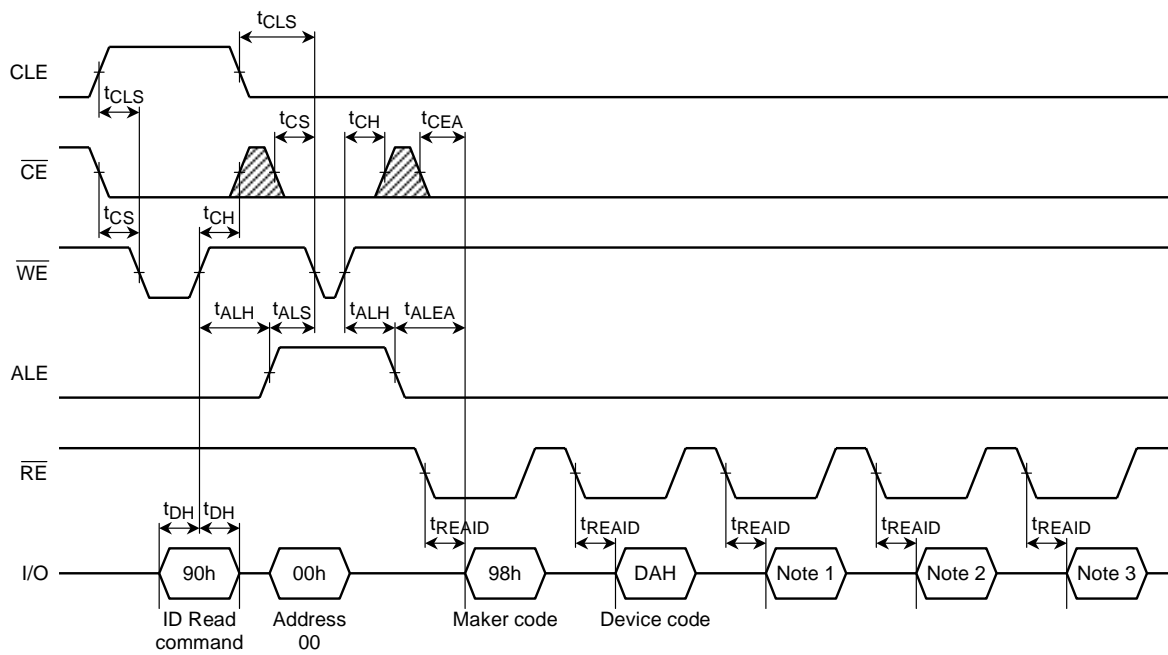 tCLS
CLE
tCLS
tCS
tCH
tCEA
CE
tCS
tCH
WE
tALH
tALS
tALH
tALEA
ALE
RE
tDH
tDH
tREAID
tREAID
tREAID
tREAID
tREAID
I/O
90h
00h
98h
DAH
Note 1
Note 2
Note 3
ID Read
command
Address
00
Maker code
Device code